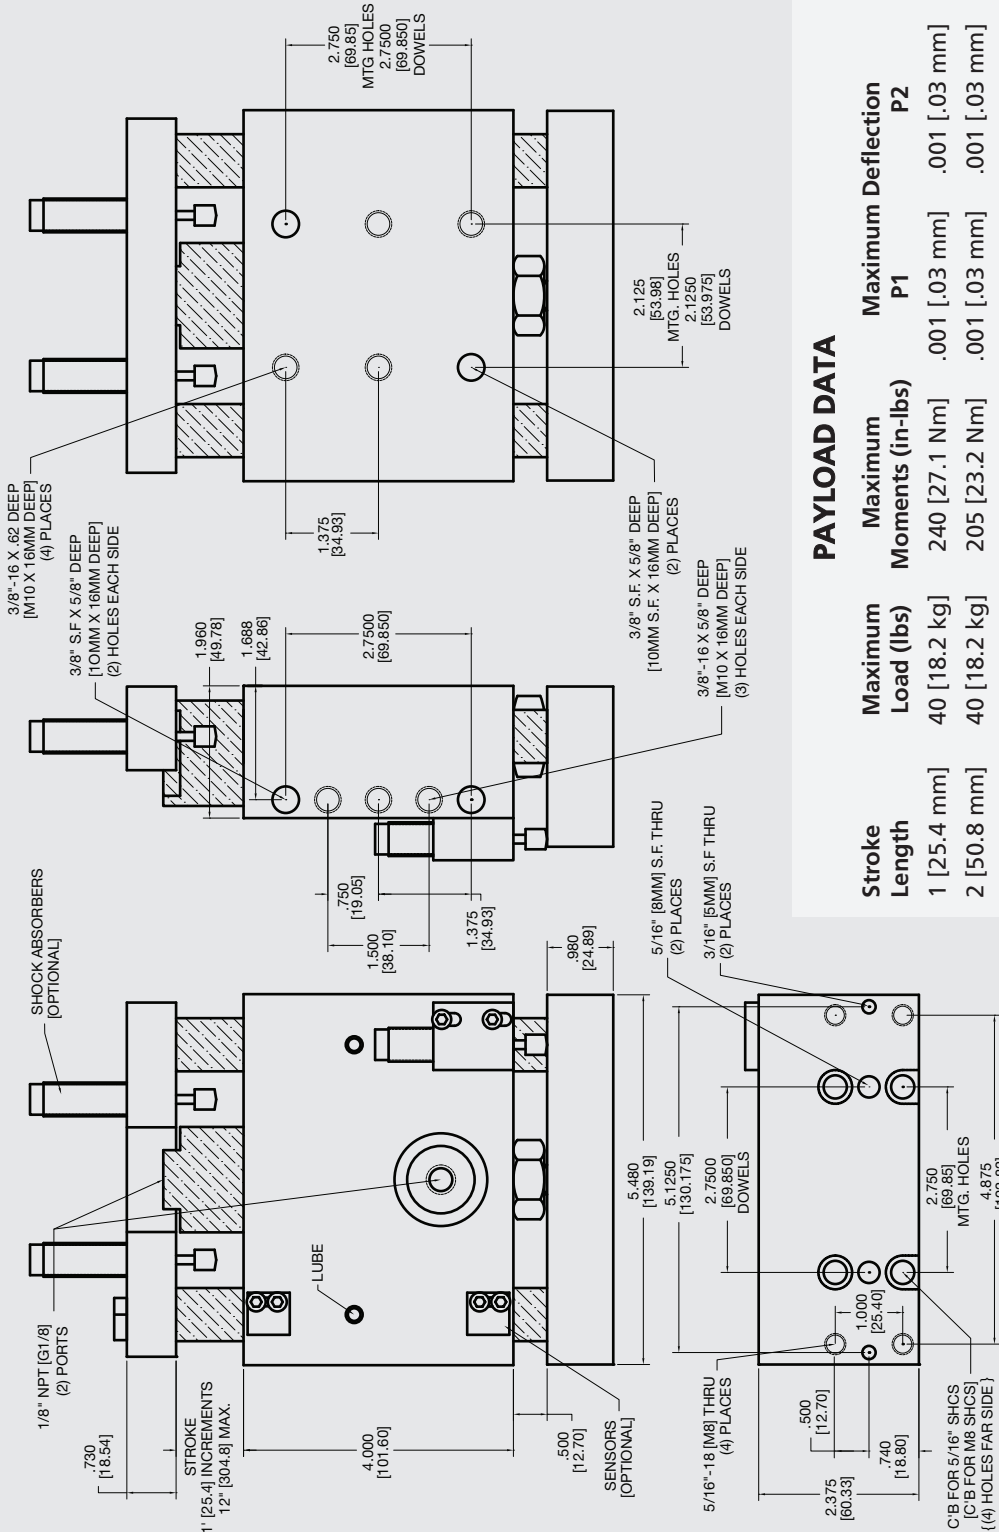 3/8"-16 X .62 DEEP
[M10 X 16MM DEEP]
(4) PLACES
2.750
[69.85]
MTG HOLES
2.7500
[69.850]
DOWELS
1.375
[34.93]
2.125
[53.98]
MTG. HOLES
2.1250
[53.975]
DOWELS
3/8" S.F. X 5/8" DEEP
[10MM S.F. X 16MM DEEP]
(2) PLACES
3/8" S.F X 5/8" DEEP
[1OMM X 16MM DEEP]
(2) HOLES EACH SIDE
1.960
[49.78]
1.688
[42.86]
2.7500
[69.850]
3/8"-16 X 5/8" DEEP
[M10 X 16MM DEEP]
(3) HOLES EACH SIDE
.750
[19.05]
1.500
[38.10]
1.375
[34.93]
SHOCK ABSORBERS
[OPTIONAL]
1/8" NPT [G1/8]
(2) PORTS
.730
[18.54]
STROKE
1' [25.4] INCREMENTS
12" [304.8] MAX.
4.000
[101.60]
LUBE
.500
[12.70]
SENSORS
[OPTIONAL]
.980
[24.89]
5.480
[139.19]
5.1250
[130.175]
2.7500
[69.850]
DOWELS
5/16" [8MM] S.F. THRU
(2) PLACES
3/16" [5MM] S.F THRU
(2) PLACES
5/16"-18 [M8] THRU
(4) PLACES
1.000
[25.40]
.500
[12.70]
.740
[18.80]
2.375
[60.33]
2.750
[69.85]
MTG. HOLES
4.875
C'B FOR 5/16" SHCS
[C'B FOR M8 SHCS]
{(4) HOLES FAR SIDE }
PAYLOAD DATA
Stroke Maximum Maximum Maximum Deflection
Length Load (lbs) Moments (in-lbs) P1 P2
1 [25.4 mm] 40 [18.2 kg] 240 [27.1 Nm] .001 [.03 mm] .001 [.03 mm]
2 [50.8 mm] 40 [18.2 kg] 205 [23.2 Nm] .001 [.03 mm] .001 [.03 mm]